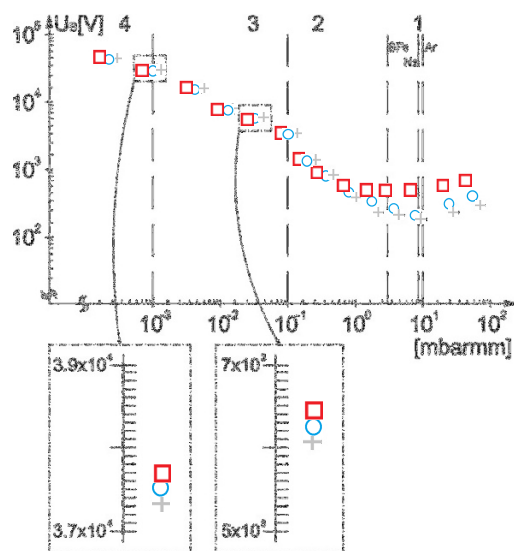 U [V]
4 3 2 1
SF₆
N₂
Ar
10⁵
10⁴
10³
10²
10⁻³ 10⁻² 10⁻¹ 10⁰ 10¹ 10²
[mbarmm]
3.9x10⁴
3.7x10⁴
7x10³
5x10³